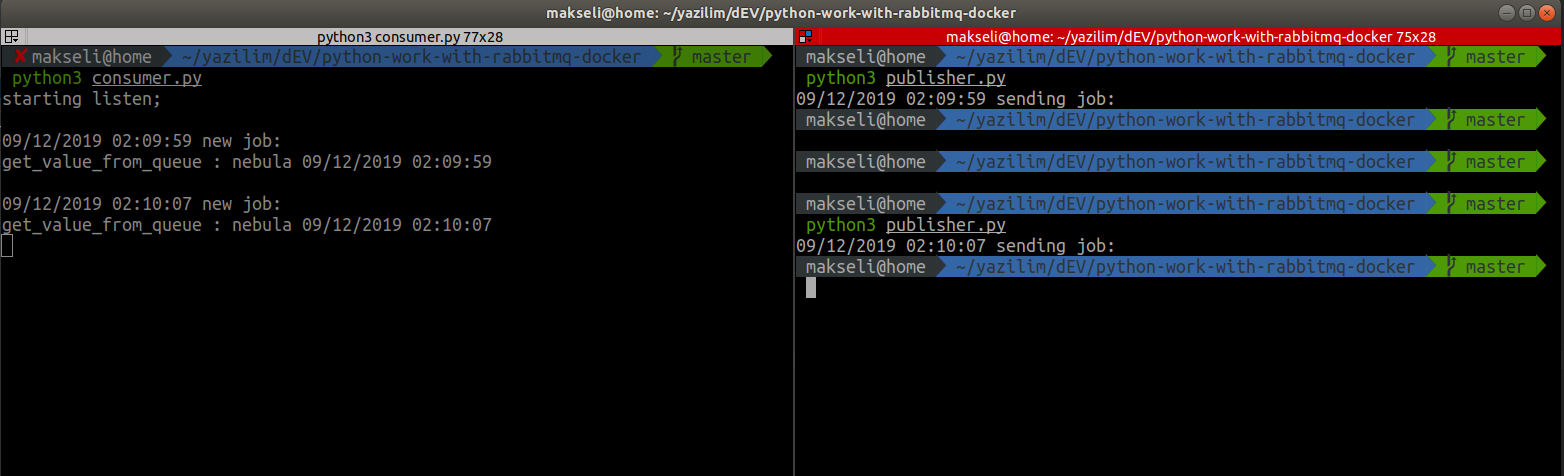 makseli@home: ~/yazilim/dEV/python-work-with-rabbitmq-docker
python3 consumer.py 77x28
✘ makseli@home ~/yazilim/dEV/python-work-with-rabbitmq-docker master
python3 consumer.py
starting listen;
09/12/2019 02:09:59 new job:
get_value_from_queue : nebula 09/12/2019 02:09:59
09/12/2019 02:10:07 new job:
get_value_from_queue : nebula 09/12/2019 02:10:07
makseli@home: ~/yazilim/dEV/python-work-with-rabbitmq-docker 75x28
makseli@home ~/yazilim/dEV/python-work-with-rabbitmq-docker master
python3 publisher.py
09/12/2019 02:09:59 sending job:
makseli@home ~/yazilim/dEV/python-work-with-rabbitmq-docker master
makseli@home ~/yazilim/dEV/python-work-with-rabbitmq-docker master
makseli@home ~/yazilim/dEV/python-work-with-rabbitmq-docker master
python3 publisher.py
09/12/2019 02:10:07 sending job:
makseli@home ~/yazilim/dEV/python-work-with-rabbitmq-docker master